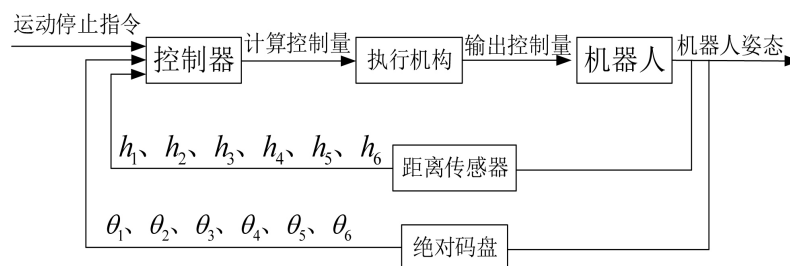 运动停止指令
控制器
计算控制量
执行机构
输出控制量
机器人
机器人姿态
h₁、h₂、h₃、h₄、h₅、h₆
距离传感器
θ₁、θ₂、θ₃、θ₄、θ₅、θ₆
绝对码盘